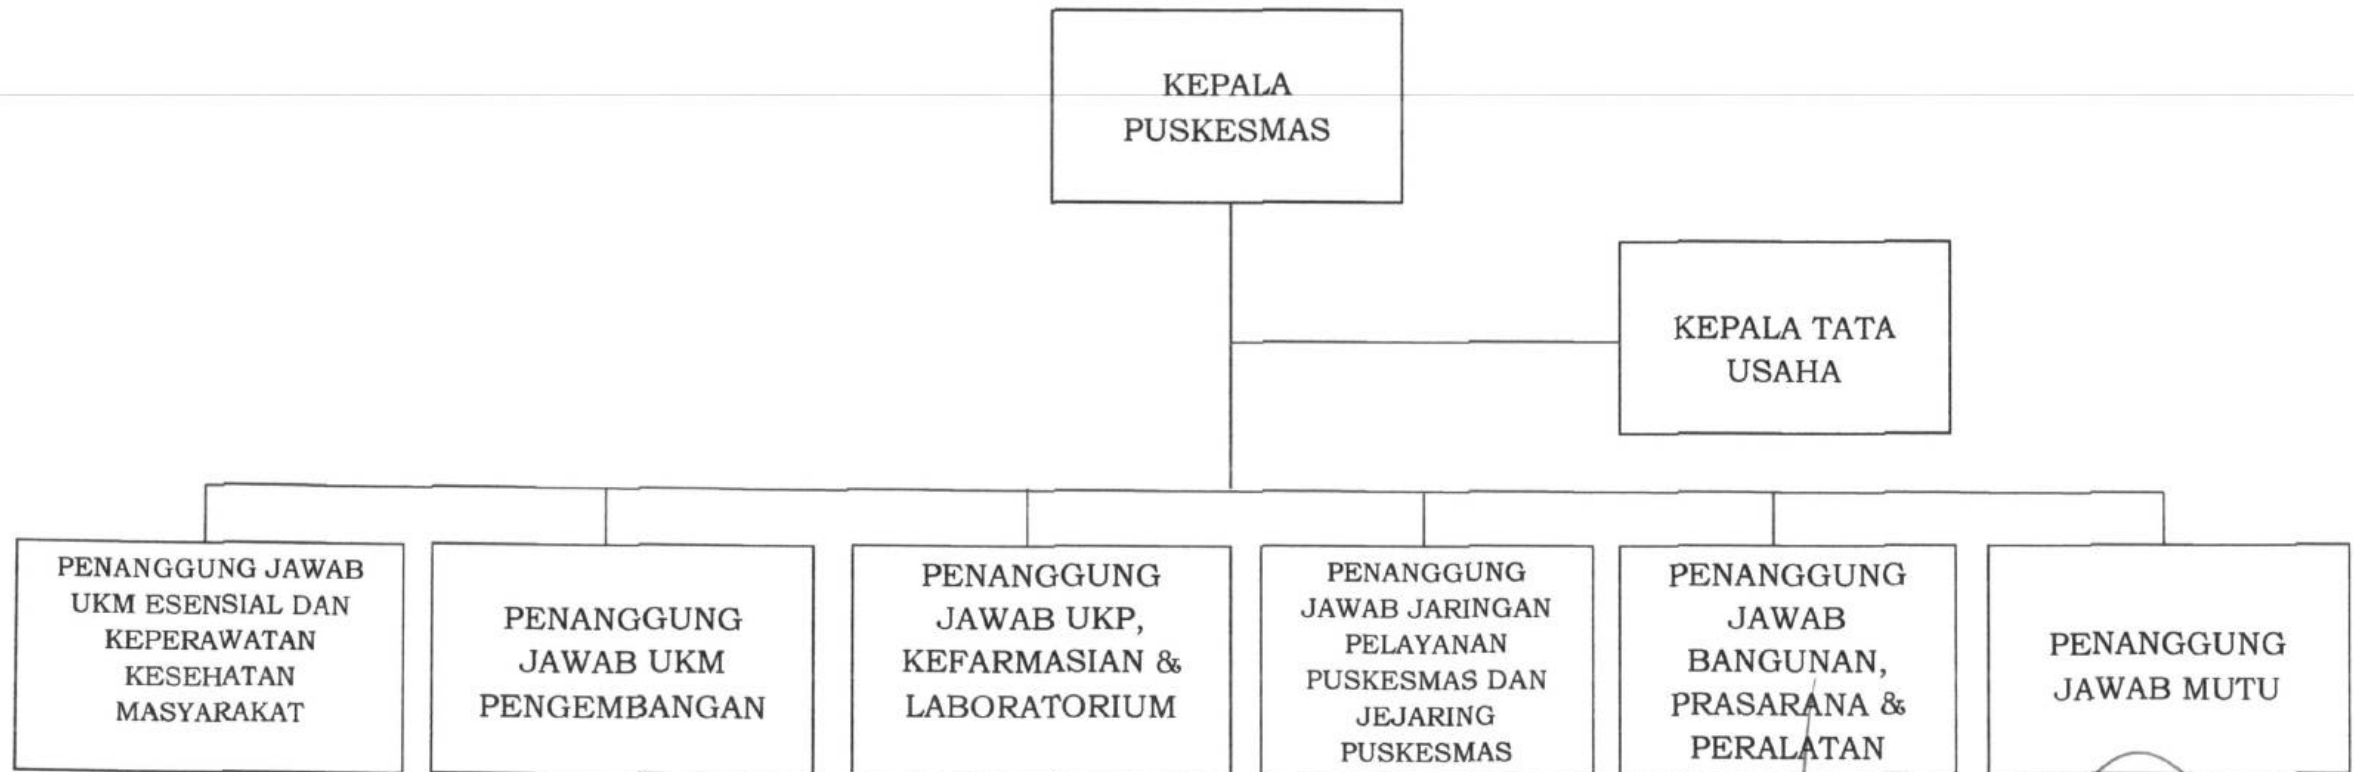 KEPALA
PUSKESMAS
KEPALA TATA
USAHA
PENANGGUNG JAWAB
UKM ESENSIAL DAN
KEPERAWATAN
KESEHATAN
MASYARAKAT
PENANGGUNG
JAWAB UKM
PENGEMBANGAN
PENANGGUNG
JAWAB UKP,
KEFARMASIAN &
LABORATORIUM
PENANGGUNG
JAWAB JARINGAN
PELAYANAN
PUSKESMAS DAN
JEJARING
PUSKESMAS
PENANGGUNG
JAWAB
BANGUNAN,
PRASARANA &
PERALATAN
PENANGGUNG
JAWAB MUTU